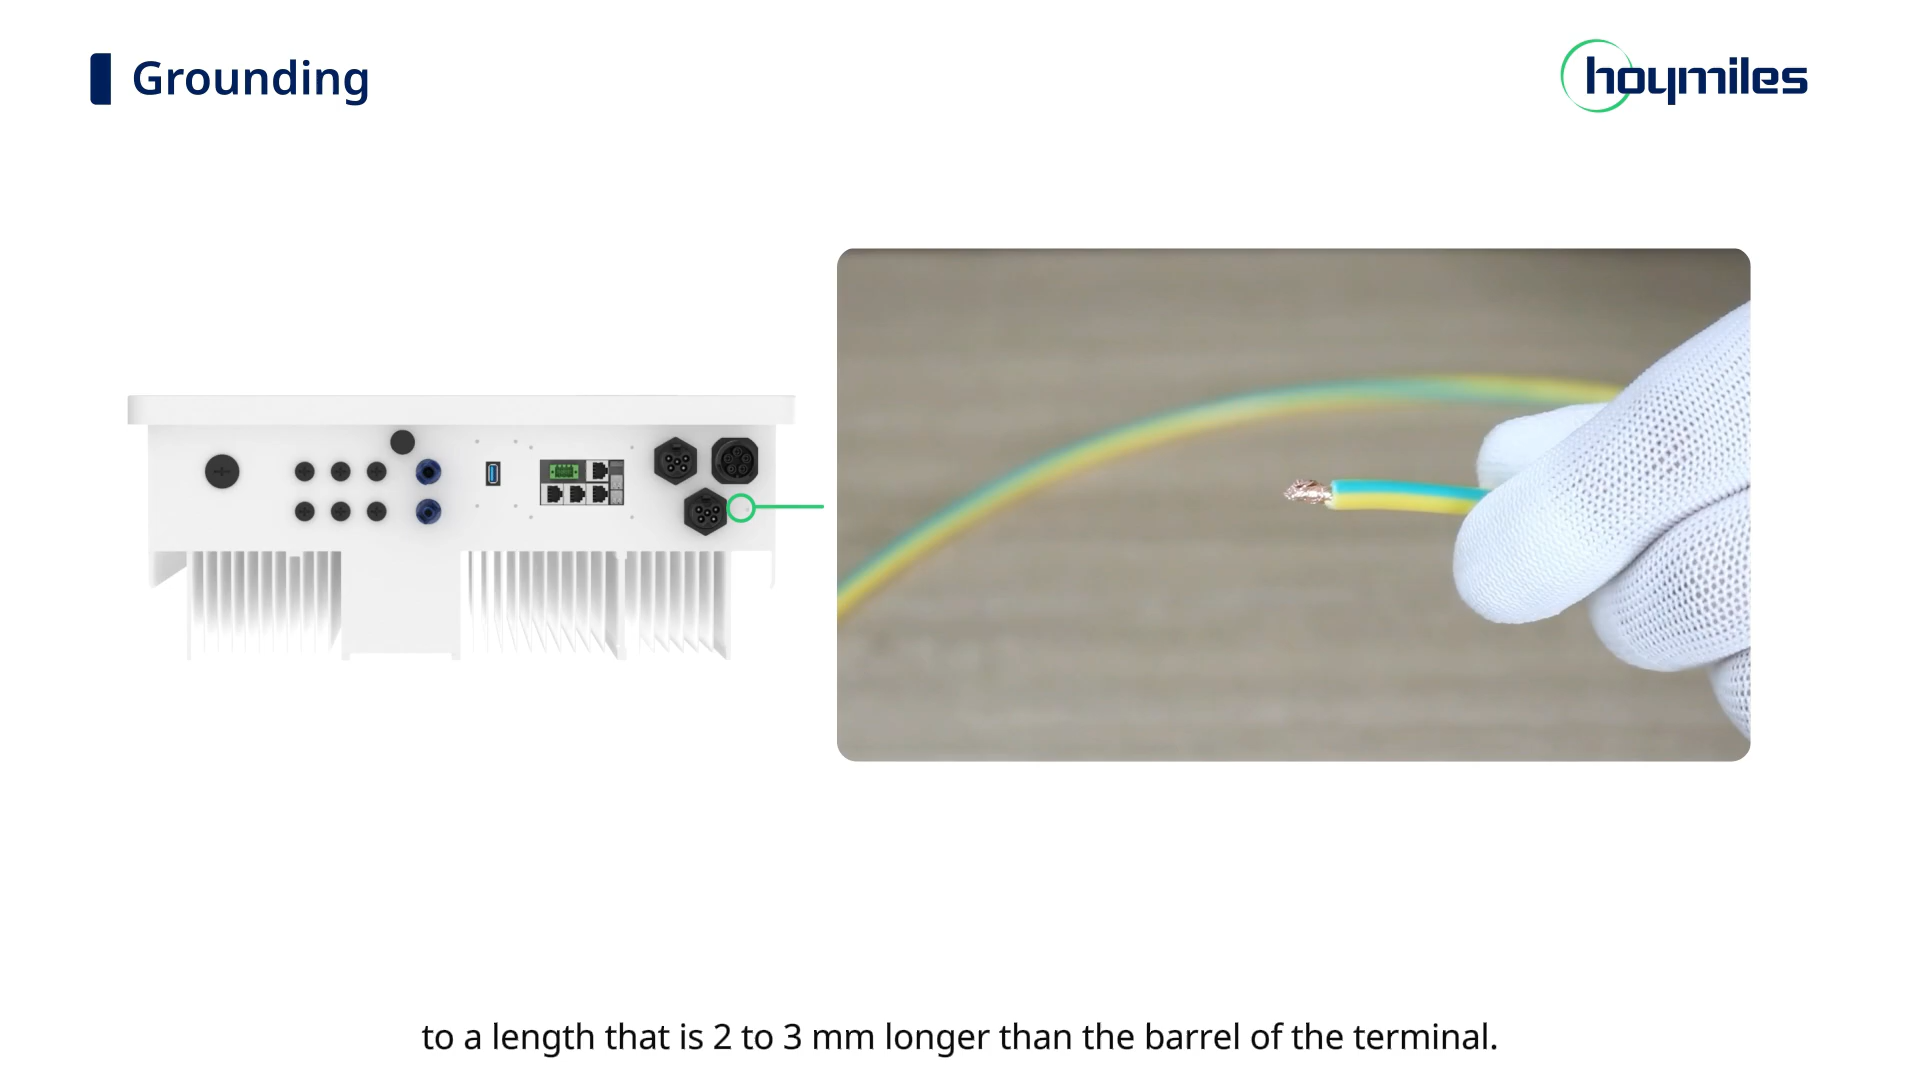 Grounding
hoymiles
to a length that is 2 to 3 mm longer than the barrel of the terminal.